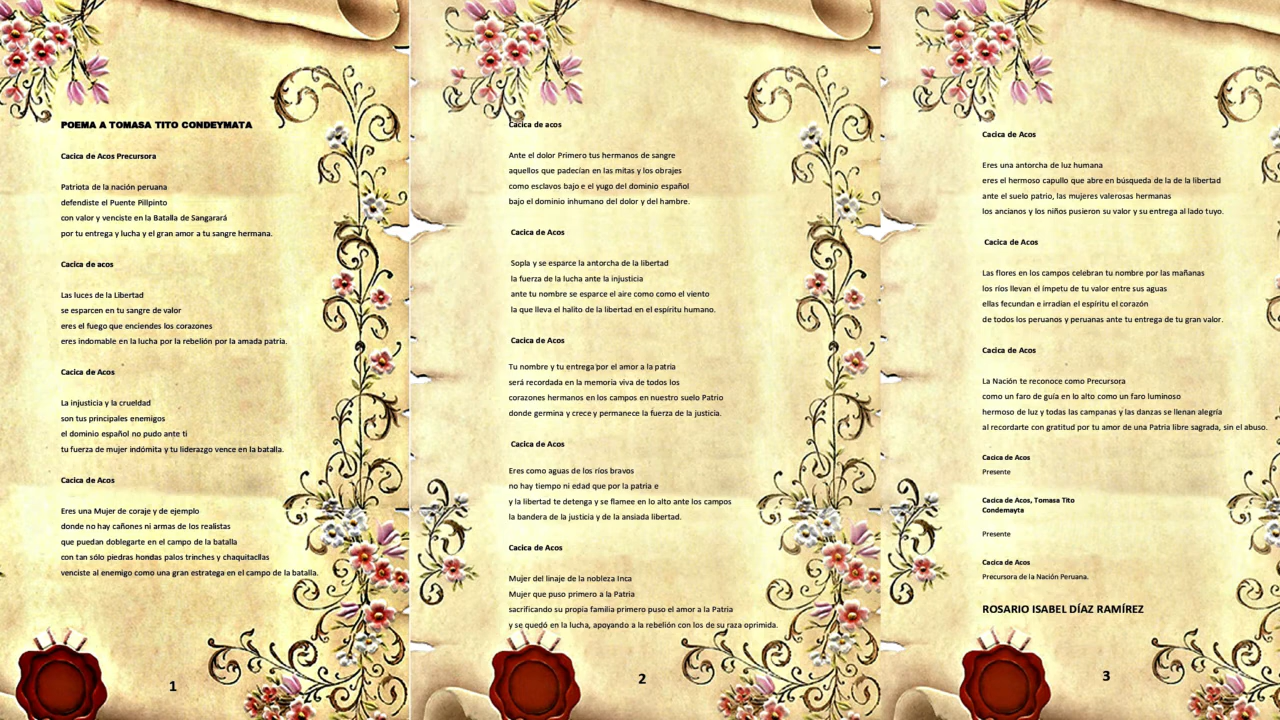 POEMA A TOMASA TITO CONDEYMATA
Cacica de Acos Precursora
Patriota de la nación peruana
defendiste el Puente Pillpinto
con valor y venciste en la Batalla de Sangarará
por tu entrega y lucha y el gran amor a tu sangre hermana.
Cacica de acos
Las luces de la Libertad
se esparcen en tu sangre de valor
eres el fuego que enciendes los corazones
eres indomable en la lucha por la rebelión por la amada patria.
Cacica de Acos
La injusticia y la crueldad
son tus principales enemigos
el dominio español no pudo ante ti
tu fuerza de mujer indómita y tu liderazgo vence en la batalla.
Cacica de Acos
Eres una Mujer de coraje y de ejemplo
donde no hay cañones ni armas de los realistas
que puedan doblegarte en el campo de la batalla
con tan sólo piedras hondas palos trinches y chaquitacllas
venciste al enemigo como una gran estratega en el campo de la batalla.
1
Cacica de acos
Ante el dolor Primero tus hermanos de sangre
aquellos que padecían en las mitas y los obrajes
como esclavos bajo e el yugo del dominio español
bajo el dominio inhumano del dolor y del hambre.
Cacica de Acos
Sopla y se esparce la antorcha de la libertad
la fuerza de la lucha ante la injusticia
ante tu nombre se esparce el aire como como el viento
la que lleva el halito de la libertad en el espíritu humano.
Cacica de Acos
Tu nombre y tu entrega por el amor a la patria
será recordada en la memoria viva de todos los
corazones hermanos en los campos en nuestro suelo Patrio
donde germina y crece y permanece la fuerza de la justicia.
Cacica de Acos
Eres como aguas de los ríos bravos
no hay tiempo ni edad que por la patria e
y la libertad te detenga y se flamee en lo alto ante los campos
la bandera de la justicia y de la ansiada libertad.
Cacica de Acos
Mujer del linaje de la nobleza Inca
Mujer que puso primero a la Patria
sacrificando su propia familia primero puso el amor a la Patria
y se quedó en la lucha, apoyando a la rebelión con los de su raza oprimida.
2
Cacica de Acos
Eres una antorcha de luz humana
eres el hermoso capullo que abre en búsqueda de la de la libertad
ante el suelo patrio, las mujeres valerosas hermanas
los ancianos y los niños pusieron su valor y su entrega al lado tuyo.
Cacica de Acos
Las flores en los campos celebran tu nombre por las mañanas
los ríos llevan el ímpetu de tu valor entre sus aguas
ellas fecundan e irradian el espíritu el corazón
de todos los peruanos y peruanas ante tu entrega de tu gran valor.
Cacica de Acos
La Nación te reconoce como Precursora
como un faro de guía en lo alto como un faro luminoso
hermoso de luz y todas las campanas y las danzas se llenan alegría
al recordarte con gratitud por tu amor de una Patria libre sagrada, sin el abuso.
Cacica de Acos
Presente
Cacica de Acos, Tomasa Tito
Condemayta
Presente
Cacica de Acos
Precursora de la Nación Peruana.
ROSARIO ISABEL DÍAZ RAMÍREZ
3